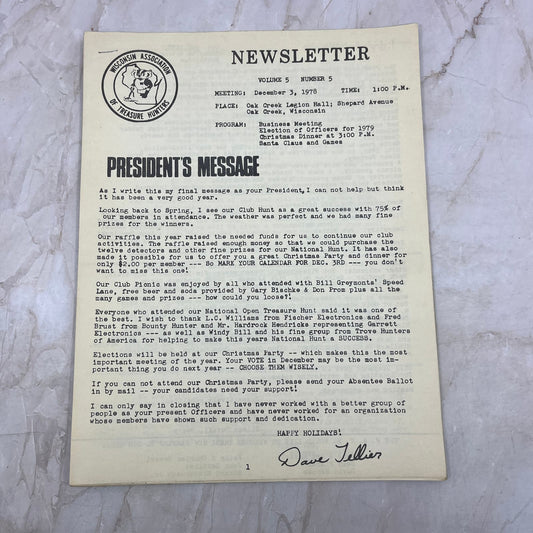 WISCONSIN ASSOCIATION
OF TREASURE HUNTERS
NEWSLETTER
VOLUME 5 NUMBER 5
MEETING: December 3, 1978 TIME: 1:00 P.M.
PLACE: Oak Creek Legion Hall; Shepard Avenue
Oak Creek, Wisconsin
PROGRAM: Business Meeting
Election of Officers for 1979
Christmas Dinner at 3:00 P.M.
Santa Claus and Games
PRESIDENT'S MESSAGE
As I write this my final message as your President, I can not help but think
it has been a very good year.
Looking back to Spring, I see our Club Hunt as a great success with 75% of
our members in attendance. The weather was perfect and we had many fine
prizes for the winners.
Our raffle this year raised the needed funds for us to continue our club
activities. The raffle raised enough money so that we could purchase the
twelve detectors and other fine prizes for our National Hunt. It has also
made it possible for us to offer you a great Christmas Party and dinner for
only $2.00 per member --- So MARK YOUR CALENDAR FOR DEC. 3RD --- you don't
want to miss this one!
Our Club Picnic was enjoyed by all who attended with Bill Greymonts' Speed
Lane, free beer and soda provided by Gary Bischke & Don Prom plus all the
many games and prizes --- how could you loose?!
Everyone who attended our National Open Treasure Hunt said it was one of
the best. I wish to thank L.C. Williams from Fischer Electronics and Fred
Brust from Bounty Hunter and Mr. Hardrock Hendricks representing Garrett
Electronics --- as well as Windy Bill and his fine group from Trove Hunters
of America for helping to make this years National Hunt a SUCCESS.
Elections will be held at our Christmas Party -- which makes this the most
important meeting of the year. Your VOTE in December may be the most im-
portant thing you do next year -- CHOOSE THEM WISELY.
If you can not attend our Christmas Party, please send your Absentee Ballot
in by mail -- your candidates need your support!
I can only say in closing that I have never worked with a better group of
people as your present Officers and have never worked for an organization
whose members have shown such support and dedication.
HAPPY HOLIDAYS!
Dave Tellier
1